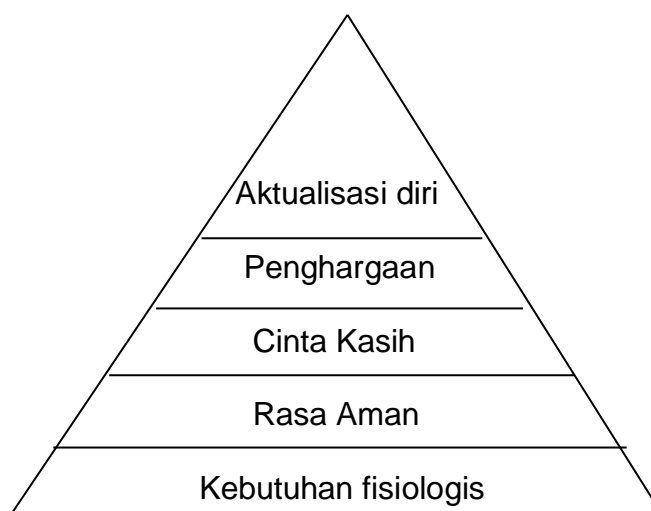 Aktualisasi diri
Penghargaan
Cinta Kasih
Rasa Aman
Kebutuhan fisiologis